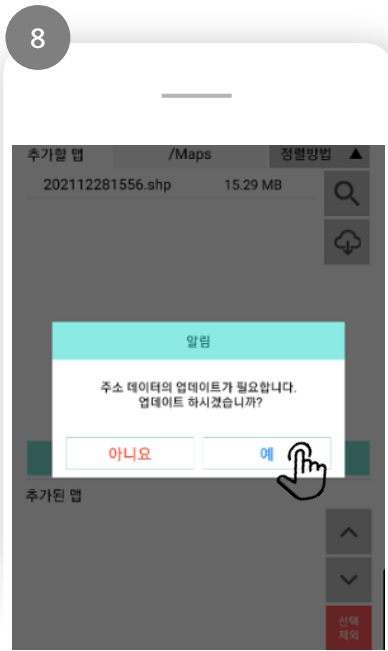 8
추가할 맵 /Maps 정렬방법 ▲
202112281556.shp 15.29 MB
알림
주소 데이터의 업데이트가 필요합니다.
업데이트 하시겠습니까?
아니요 예
추가된 맵
선택
제외